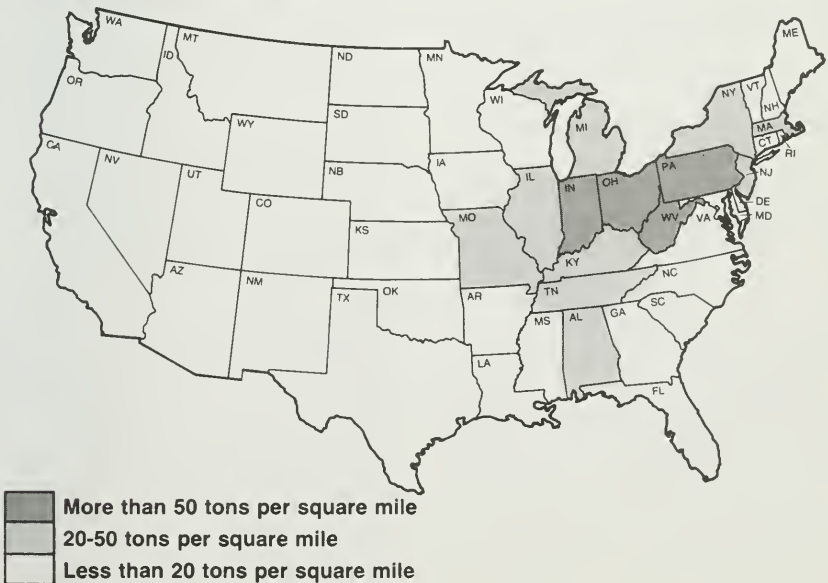 WA
MT
ND
MN
ME
ID
OR
SD
WI
NY
VT
NH
WY
MI
MA
CT
RI
CA
NV
UT
NB
IA
IL
IN
OH
PA
NJ
CO
KS
MO
WV
VA
DE
MD
KY
AZ
NM
TX
OK
AR
TN
NC
SC
MS
AL
GA
LA
FL
More than 50 tons per square mile
20-50 tons per square mile
Less than 20 tons per square mile